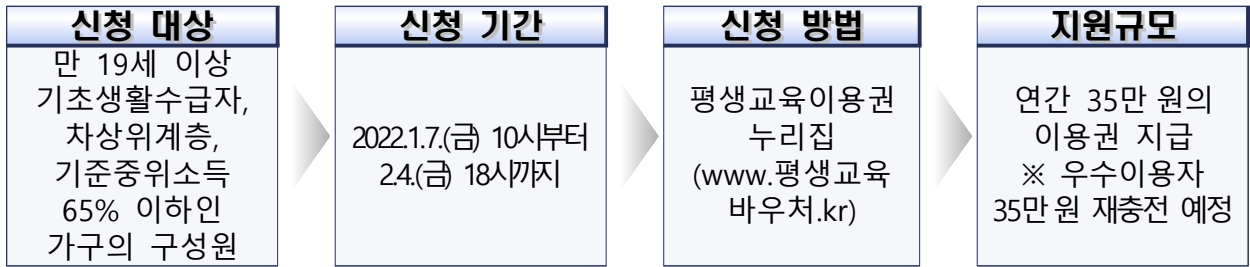 신청 대상
만 19세 이상
기초생활수급자,
차상위계층,
기준중위소득
65% 이하인
가구의 구성원
신청 기간
2022.1.7.(금) 10시부터
2.4.(금) 18시까지
신청 방법
평생교육이용권
누리집
(www.평생교육
바우처.kr)
지원규모
연간 35만 원의
이용권 지급
※ 우수이용자
35만 원 재충전 예정